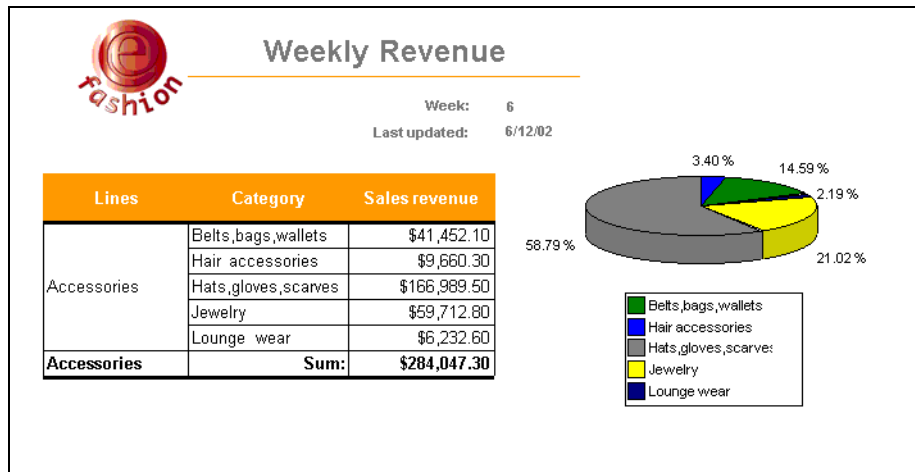 e
fashion
Weekly Revenue
Week: 6
Last updated: 6/12/02
Lines Category Sales revenue
Accessories
Belts,bags,wallets $41,452.10
Hair accessories $9,660.30
Hats,gloves,scarves $166,989.50
Jewelry $59,712.80
Lounge wear $6,232.60
Accessories Sum: $284,047.30
3.40 %
14.59 %
2.19 %
21.02 %
58.79 %
Belts,bags,wallets
Hair accessories
Hats,gloves,scarves
Jewelry
Lounge wear